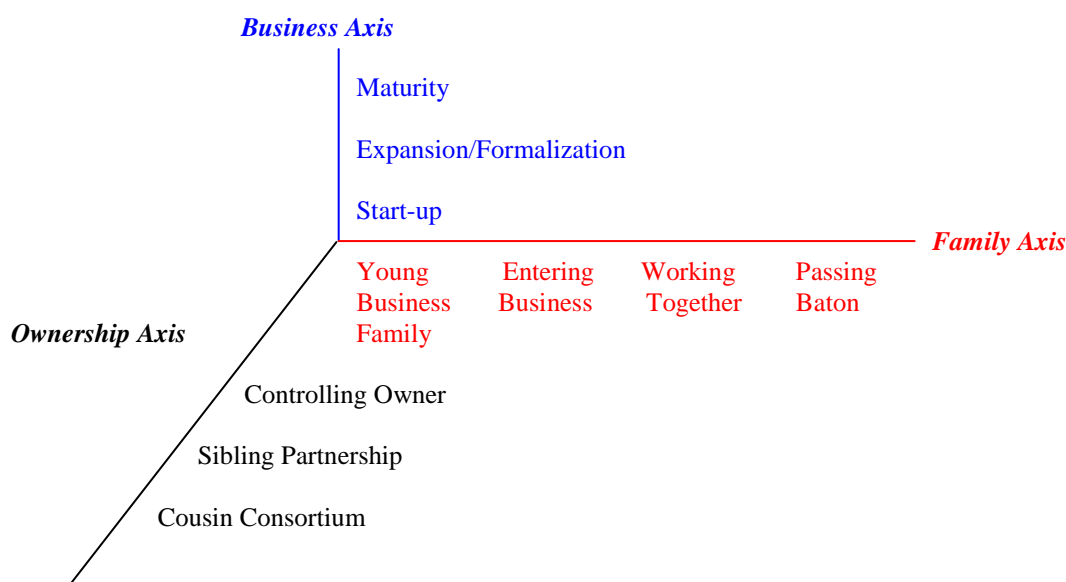 Business Axis
Maturity
Expansion/Formalization
Start-up
Family Axis
Young Entering Working Passing
Business Business Together Baton
Family
Ownership Axis
Controlling Owner
Sibling Partnership
Cousin Consortium